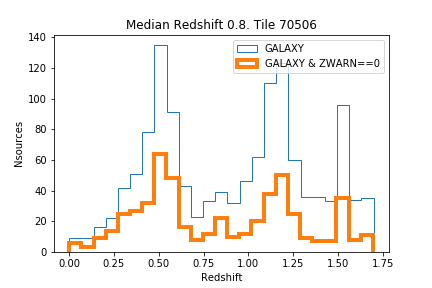 Median Redshift 0.8. Tile 70506
GALAXY
GALAXY & ZWARN==0
Nsources
140
120
100
80
60
40
20
0
0.00 0.25 0.50 0.75 1.00 1.25 1.50 1.75
Redshift